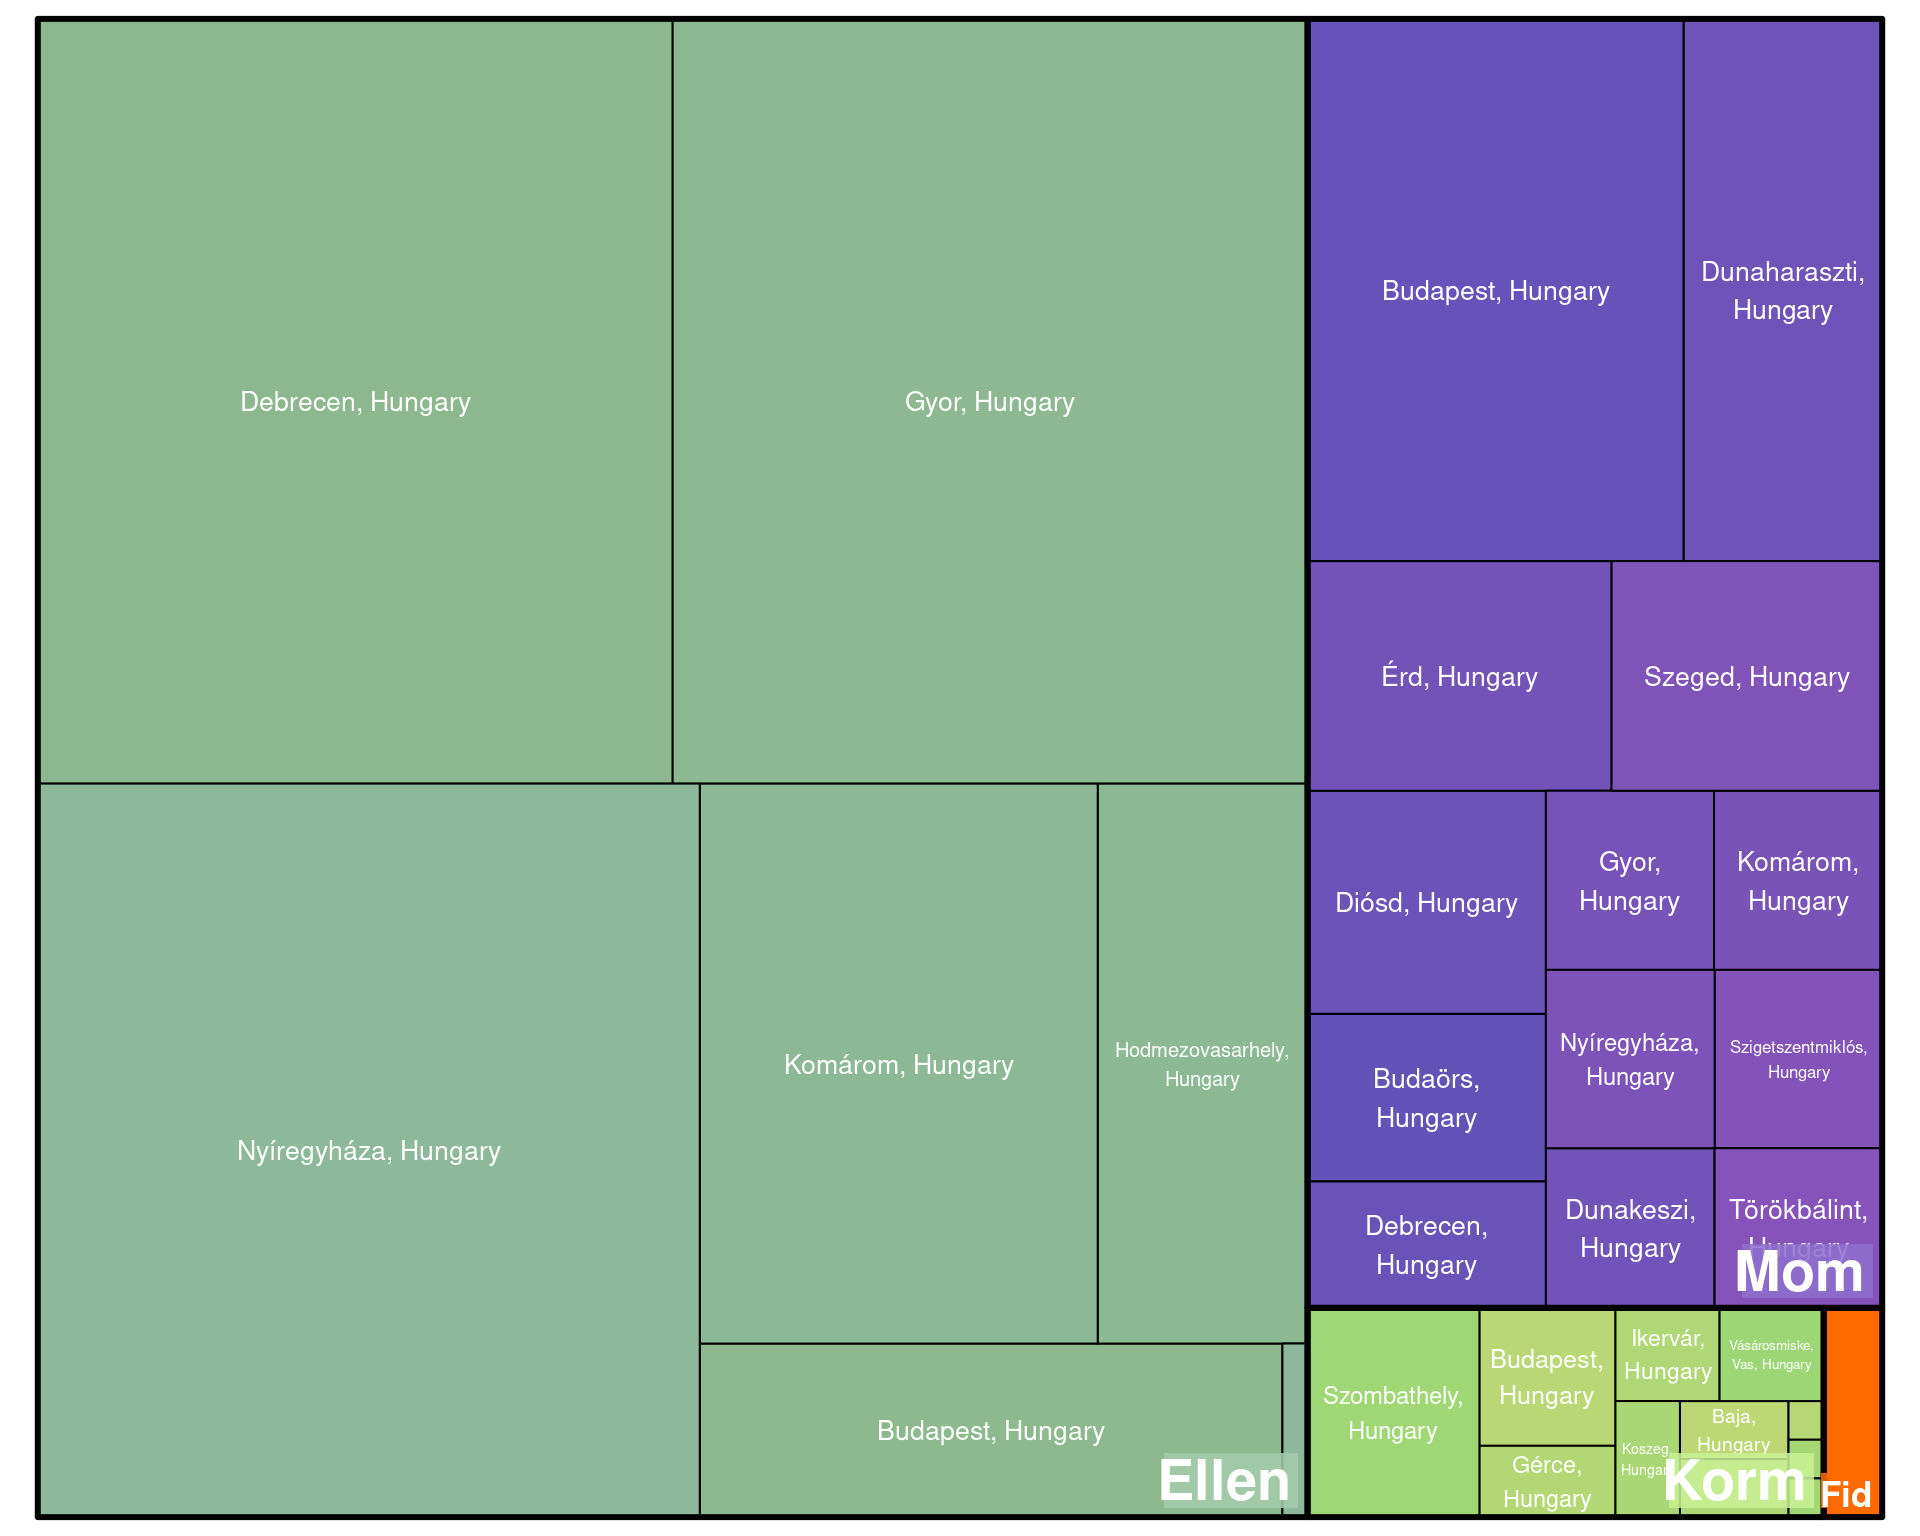 Debrecen, Hungary
Gyor, Hungary
Nyíregyháza, Hungary
Komárom, Hungary
Hodmezovasarhely,
Hungary
Budapest, Hungary
Ellen
Budapest, Hungary
Dunaharaszti,
Hungary
Érd, Hungary
Szeged, Hungary
Diósd, Hungary
Gyor,
Hungary
Komárom,
Hungary
Budaörs,
Hungary
Nyíregyháza,
Hungary
Szigetszentmiklós,
Hungary
Debrecen,
Hungary
Dunakeszi,
Hungary
Törökbálint,
Hungary
Mom
Szombathely,
Hungary
Budapest,
Hungary
Gérce,
Hungary
Ikervár,
Hungary
Vásárosmiske,
Vas, Hungary
Koszeg,
Hungary
Baja,
Hungary
Korm
Fid